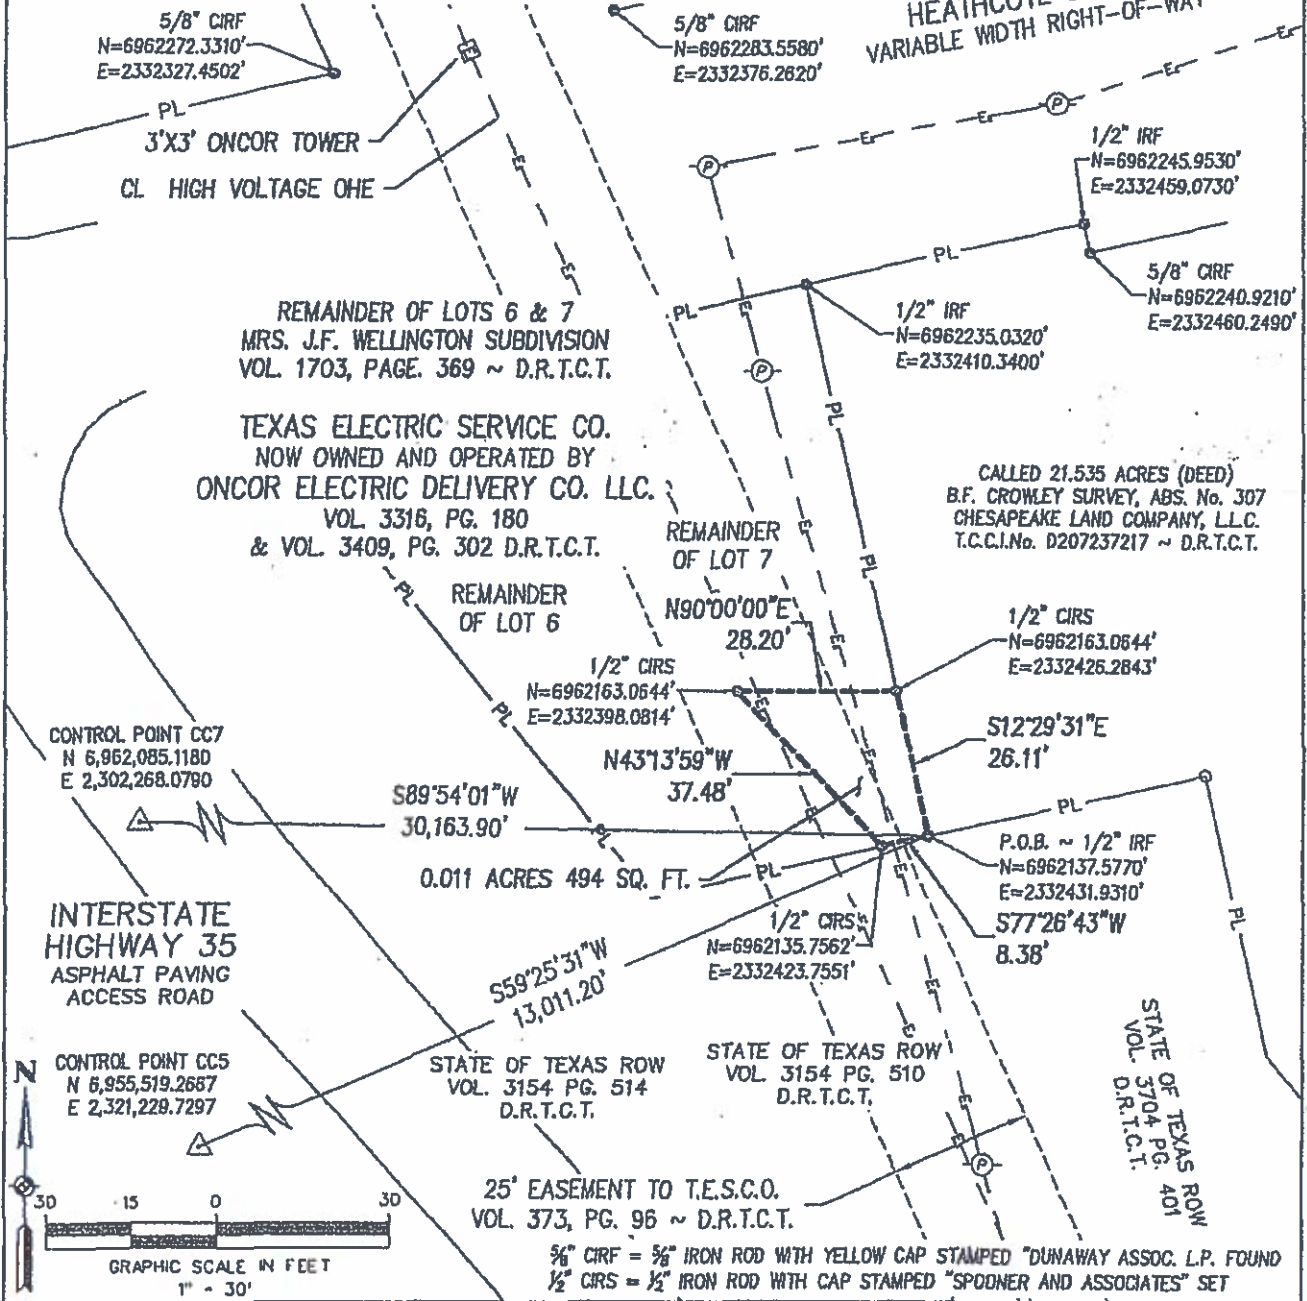 5/8" CIRF
N=6962272.3310'
E=2332327.4502'
5/8" CIRF
N=6962283.5580'
E=2332376.2620'
VARIABLE WIDTH RIGHT-OF-WAY
PL
3'X3' ONCOR TOWER
CL HIGH VOLTAGE OHE
E
E
E
E
E
E
E
P
P
1/2" IRF
N=6962245.9530'
E=2332459.0730'
PL
5/8" CIRF
N=6962240.9210'
E=2332460.2490'
REMAINDER OF LOTS 6 & 7
MRS. J.F. WELLINGTON SUBDIVISION
VOL. 1703, PAGE. 369 ~ D.R.T.C.T.
PL
E
1/2" IRF
N=6962235.0320'
E=2332410.3400'
P
PL
TEXAS ELECTRIC SERVICE CO.
NOW OWNED AND OPERATED BY
ONCOR ELECTRIC DELIVERY CO. LLC.
VOL. 3316, PG. 180
& VOL. 3409, PG. 302 D.R.T.C.T.
CALLED 21.535 ACRES (DEED)
B.F. CROWLEY SURVEY, ABS. No. 307
CHESAPEAKE LAND COMPANY, L.L.C.
T.C.C.I.No. D207237217 ~ D.R.T.C.T.
REMAINDER
OF LOT 7
E
PL
PL
REMAINDER
OF LOT 6
N90°00'00"E
28.20'
E
1/2" CIRS
N=6962163.0644'
E=2332426.2843'
1/2" CIRS
N=6962163.0644'
E=2332398.0814'
E
PL
CONTROL POINT CC7
N 6,962,085.1180
E 2,302,268.0790
N43°13'59"W
37.48'
S12°29'31"E
26.11'
E
E
S89°54'01"W
30,163.90'
PL
PL
0.011 ACRES 494 SQ. FT.
PL
E
P.O.B. ~ 1/2" IRF
N=6962137.5770'
E=2332431.9310'
INTERSTATE
HIGHWAY 35
ASPHALT PAVING
ACCESS ROAD
1/2" CIRS
N=6962135.7562'
E=2332423.7551'
E
S77°26'43"W
8.38'
PL
S59°25'31"W
13,011.20'
E
E
CONTROL POINT CC5
N 6,955,519.2687
E 2,321,229.7297
STATE OF TEXAS ROW
VOL. 3154 PG. 514
D.R.T.C.T.
STATE OF TEXAS ROW
VOL. 3154 PG. 510
D.R.T.C.T.
STATE OF TEXAS ROW
VOL. 3704 PG. 401
D.R.T.C.T.
N
E
E
P
25' EASEMENT TO T.E.S.C.O.
VOL. 373, PG. 96 ~ D.R.T.C.T.
30 15 0 30
GRAPHIC SCALE IN FEET
1" - 30'
5/8" CIRF = 5/8" IRON ROD WITH YELLOW CAP STAMPED "DUNAWAY ASSOC. L.P. FOUND
1/2" CIRS = 1/2" IRON ROD WITH CAP STAMPED "SPOONER AND ASSOCIATES" SET